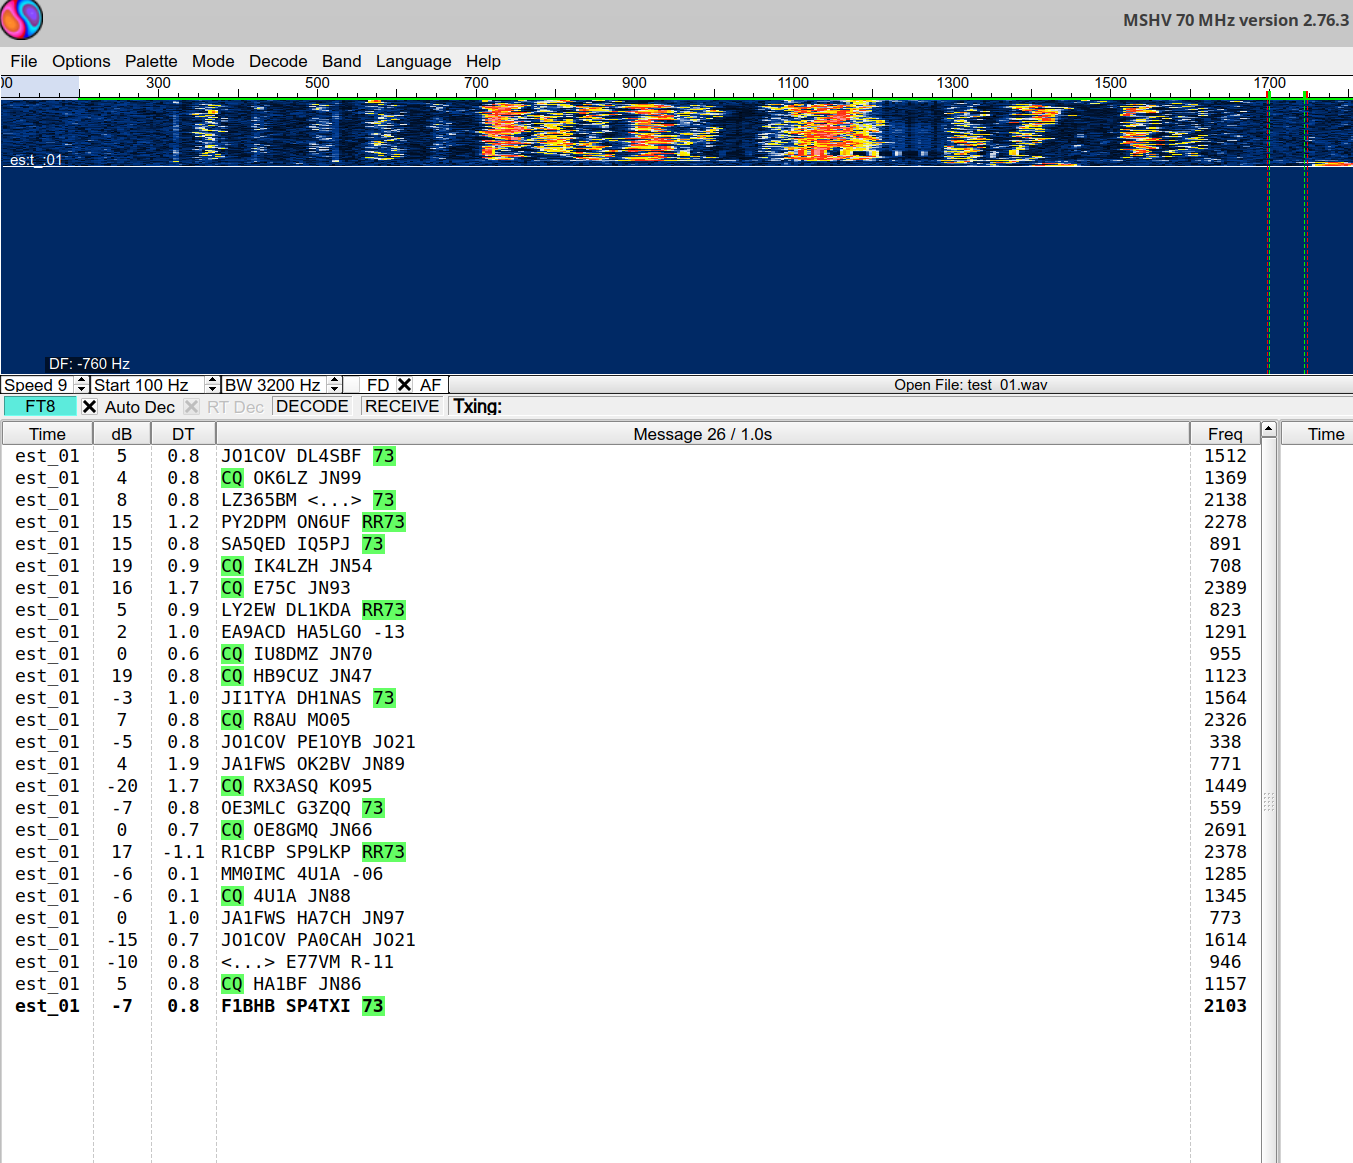 MSHV 70 MHz version 2.76.3
File Options Palette Mode Decode Band Language Help
00 300 500 700 900 1100 1300 1500 1700
es:t_:01
DF: -760 Hz
Speed 9 Start 100 Hz BW 3200 Hz FD AF Open File: test_01.wav
FT8 Auto Dec RT Dec DECODE RECEIVE Txing:
Time dB DT Message 26 / 1.0s Freq Time
est_01 5 0.8 JO1COV DL4SBF 73 1512
est_01 4 0.8 CQ OK6LZ JN99 1369
est_01 8 0.8 LZ365BM <...> 73 2138
est_01 15 1.2 PY2DPM ON6UF RR73 2278
est_01 15 0.8 SA5QED IQ5PJ 73 891
est_01 19 0.9 CQ IK4LZH JN54 708
est_01 16 1.7 CQ E75C JN93 2389
est_01 5 0.9 LY2EW DL1KDA RR73 823
est_01 2 1.0 EA9ACD HA5LGO -13 1291
est_01 0 0.6 CQ IU8DMZ JN70 955
est_01 19 0.8 CQ HB9CUZ JN47 1123
est_01 -3 1.0 JI1TYA DH1NAS 73 1564
est_01 7 0.8 CQ R8AU MO05 2326
est_01 -5 0.8 JO1COV PE1OYB JO21 338
est_01 4 1.9 JA1FWS OK2BV JN89 771
est_01 -20 1.7 CQ RX3ASQ KO95 1449
est_01 -7 0.8 OE3MLC G3ZQQ 73 559
est_01 0 0.7 CQ OE8GMQ JN66 2691
est_01 17 -1.1 R1CBP SP9LKP RR73 2378
est_01 -6 0.1 MM0IMC 4U1A -06 1285
est_01 -6 0.1 CQ 4U1A JN88 1345
est_01 0 1.0 JA1FWS HA7CH JN97 773
est_01 -15 0.7 JO1COV PA0CAH JO21 1614
est_01 -10 0.8 <...> E77VM R-11 946
est_01 5 0.8 CQ HA1BF JN86 1157
est_01 -7 0.8 F1BHB SP4TXI 73 2103